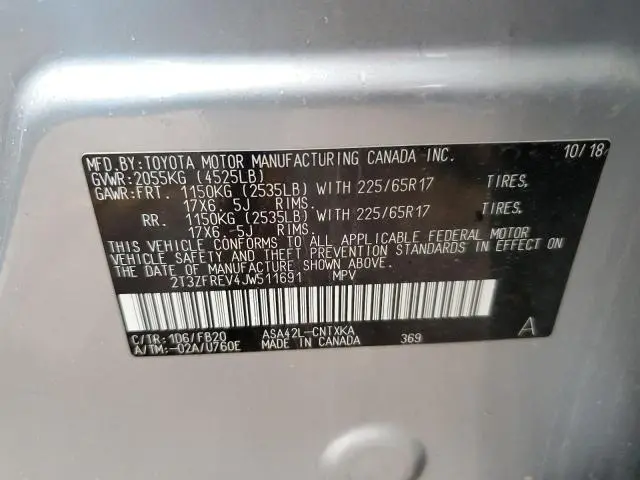 MFD.BY:TOYOTA MOTOR MANUFACTURING CANADA INC. 10/18
GVWR:2055KG (4525LB)
GAWR:FRT. 1150KG (2535LB) WITH 225/65R17 TIRES,
17X6.5J RIMS.
RR. 1150KG (2535LB) WITH 225/65R17 TIRES,
17X6.5J RIMS.
THIS VEHICLE CONFORMS TO ALL APPLICABLE FEDERAL MOTOR
VEHICLE SAFETY AND THEFT PREVENTION STANDARDS IN EFFECT ON
THE DATE OF MANUFACTURE SHOWN ABOVE.
2T3ZFREV4JW511691 MPV
C/TR:1D6/FB20 ASA42L-CNTXKA 369 A
A/TM:-02A/U760E MADE IN CANADA